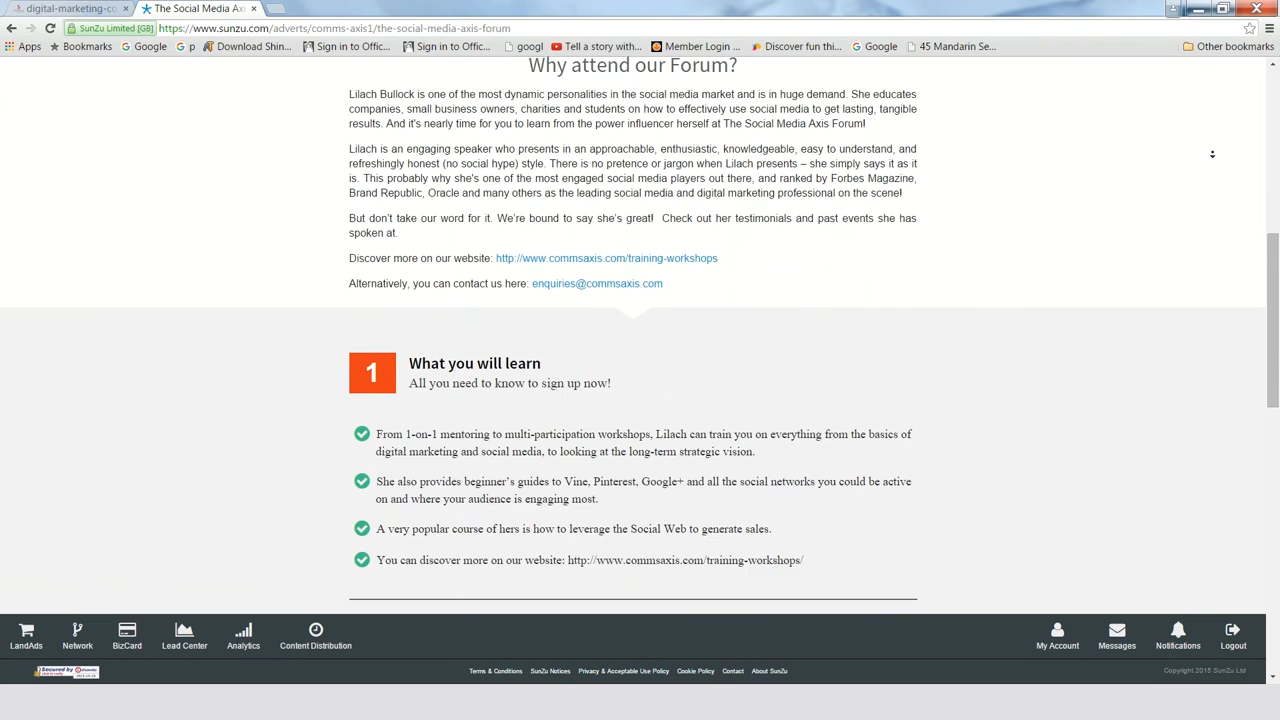 digital-marketing-co
The Social Media Ax
SunZu Limited [GB]
https://www.sunzu.com/adverts/comms-axis1/the-social-media-axis-forum
Apps
Bookmarks
Google
g p
Download Shin...
Sign in to Offic...
Sign in to Offic...
googl
Tell a story with...
Member Login ...
Discover fun thi...
Google
45 Mandarin Se...
Other bookmarks
Why attend our Forum?
Lilach Bullock is one of the most dynamic personalities in the social media market and is in huge demand. She educates
companies, small business owners, charities and students on how to effectively use social media to get lasting, tangible
results. And it's nearly time for you to learn from the power influencer herself at The Social Media Axis Forum!
Lilach is an engaging speaker who presents in an approachable, enthusiastic, knowledgeable, easy to understand, and
refreshingly honest (no social hype) style. There is no pretence or jargon when Lilach presents – she simply says it as it
is. This probably why she's one of the most engaged social media players out there, and ranked by Forbes Magazine,
Brand Republic, Oracle and many others as the leading social media and digital marketing professional on the scene!
But don't take our word for it. We're bound to say she's great! Check out her testimonials and past events she has
spoken at.
Discover more on our website: http://www.commsaxis.com/training-workshops
Alternatively, you can contact us here: enquiries@commsaxis.com
1
What you will learn
All you need to know to sign up now!
From 1-on-1 mentoring to multi-participation workshops, Lilach can train you on everything from the basics of
digital marketing and social media, to looking at the long-term strategic vision.
She also provides beginner's guides to Vine, Pinterest, Google+ and all the social networks you could be active
on and where your audience is engaging most.
A very popular course of hers is how to leverage the Social Web to generate sales.
You can discover more on our website: http://www.commsaxis.com/training-workshops/
LandAds
Network
BizCard
Lead Center
Analytics
Content Distribution
My Account
Messages
Notifications
Logout
Secured by
Terms & Conditions
SunZu Notices
Privacy & Acceptable Use Policy
Cookie Policy
Contact
About SunZu
Copyright 2015 SunZu Ltd